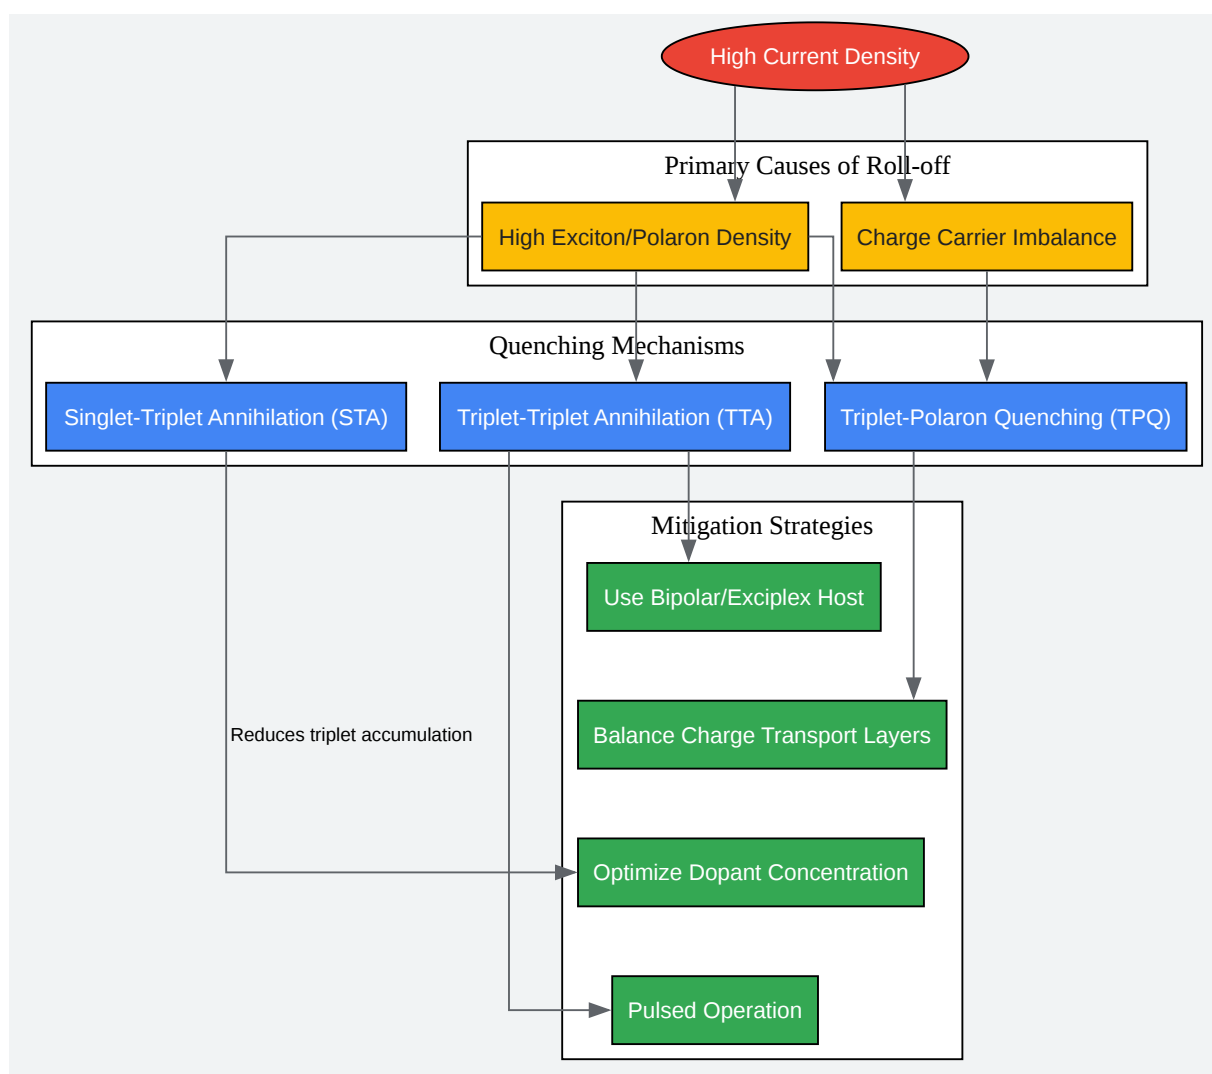 High Current Density
Primary Causes of Roll-off
High Exciton/Polaron Density
Charge Carrier Imbalance
Quenching Mechanisms
Singlet-Triplet Annihilation (STA)
Triplet-Triplet Annihilation (TTA)
Triplet-Polaron Quenching (TPQ)
Mitigation Strategies
Use Bipolar/Exciplex Host
Balance Charge Transport Layers
Reduces triplet accumulation
Optimize Dopant Concentration
Pulsed Operation